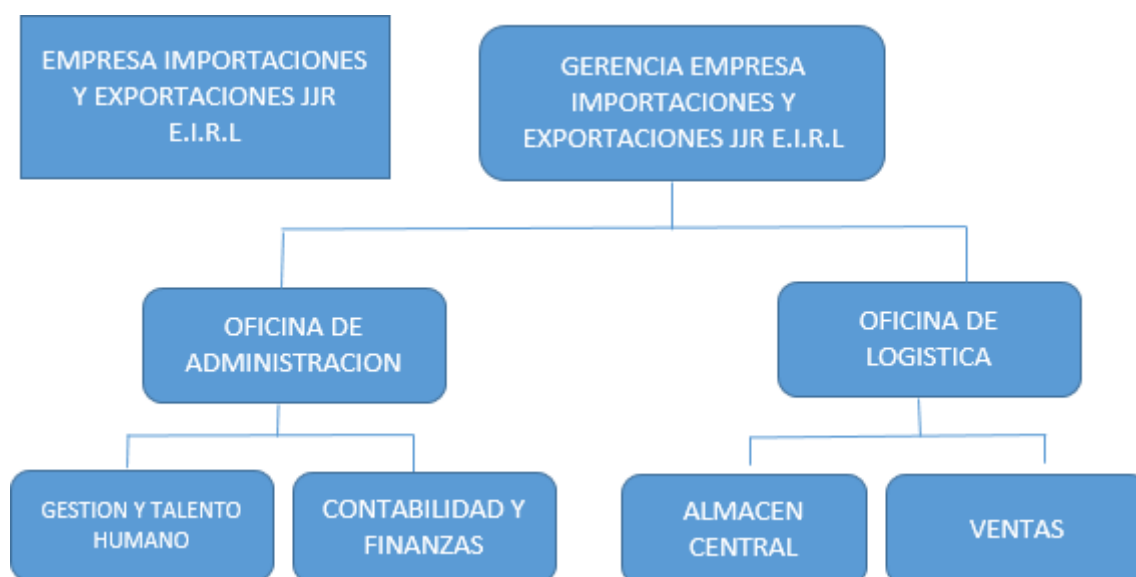 EMPRESA IMPORTACIONES
Y EXPORTACIONES JJR
E.I.R.L
GERENCIA EMPRESA
IMPORTACIONES Y
EXPORTACIONES JJR E.I.R.L
OFICINA DE
ADMINISTRACION
OFICINA DE
LOGISTICA
GESTION Y TALENTO
HUMANO
CONTABILIDAD Y
FINANZAS
ALMACEN
CENTRAL
VENTAS